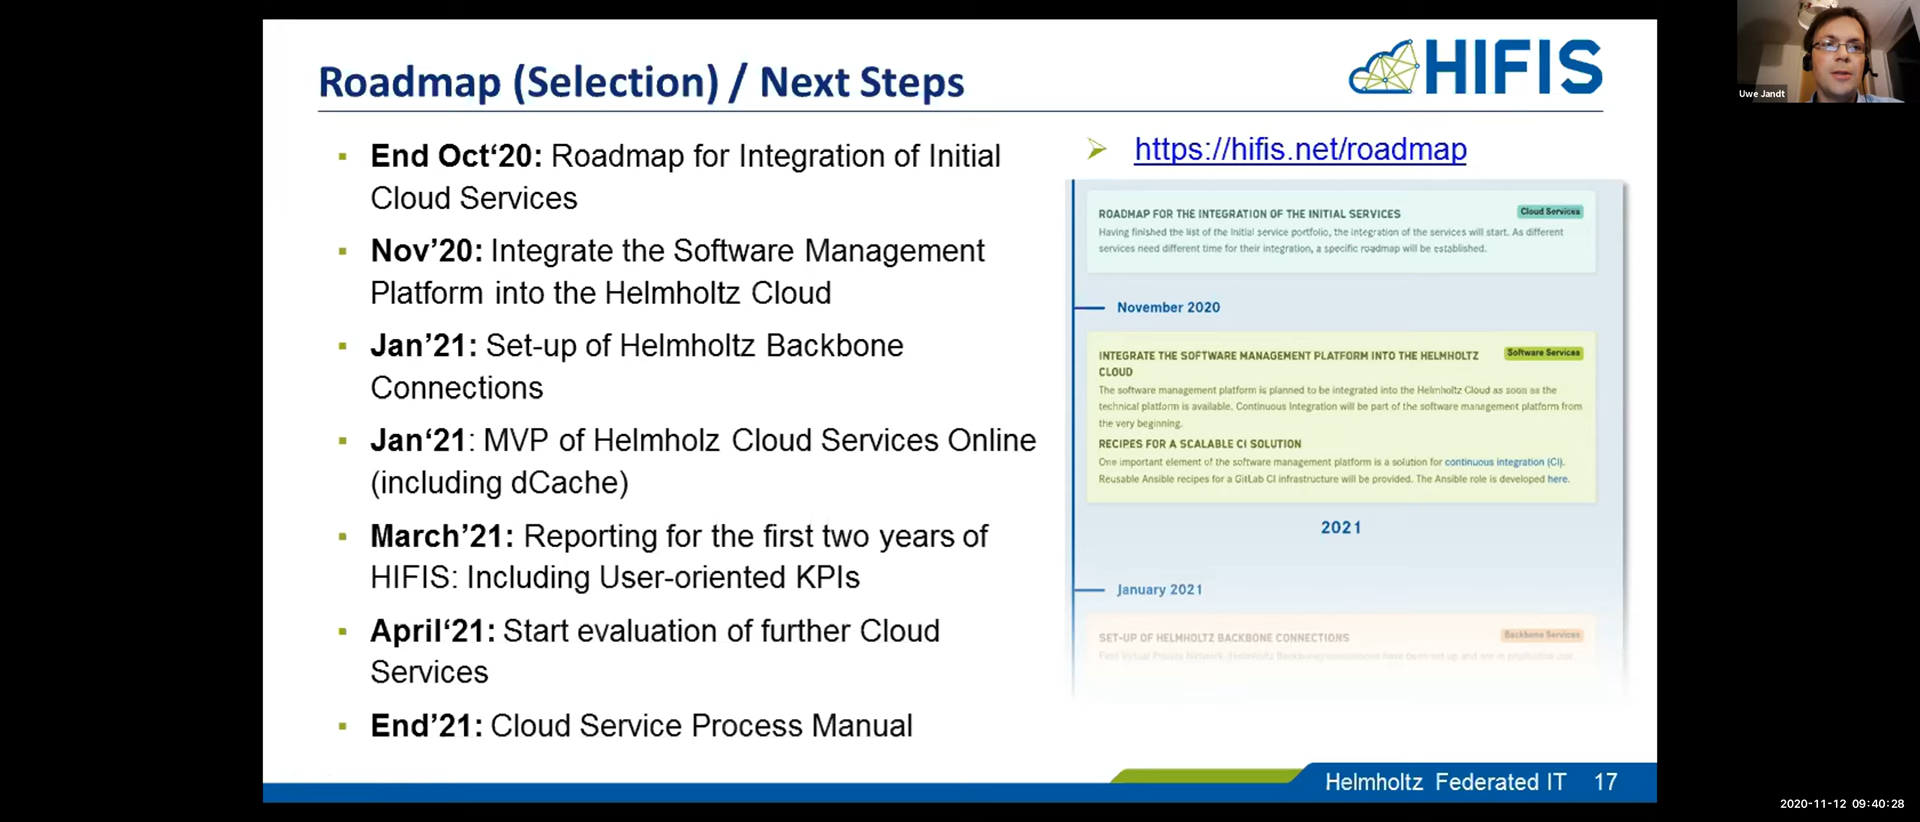 Roadmap (Selection) / Next Steps
HIFIS
▪ End Oct‘20: Roadmap for Integration of Initial
Cloud Services
▪ Nov’20: Integrate the Software Management
Platform into the Helmholtz Cloud
▪ Jan’21: Set-up of Helmholtz Backbone
Connections
▪ Jan‘21: MVP of Helmholz Cloud Services Online
(including dCache)
▪ March’21: Reporting for the first two years of
HIFIS: Including User-oriented KPIs
▪ April‘21: Start evaluation of further Cloud
Services
▪ End’21: Cloud Service Process Manual
➢ https://hifis.net/roadmap
ROADMAP FOR THE INTEGRATION OF THE INITIAL SERVICES
Cloud Services
Having finished the list of the initial service portfolio, the integration of the services will start. As different
services need different time for their integration, a specific roadmap will be established.
November 2020
INTEGRATE THE SOFTWARE MANAGEMENT PLATFORM INTO THE HELMHOLTZ
CLOUD
Software Services
The software management platform is planned to be integrated into the Helmholtz Cloud as soon as the
technical platform is available. Continuous Integration will be part of the software management platform from
the very beginning.
RECIPES FOR A SCALABLE CI SOLUTION
One important element of the software management platform is a solution for continuous integration (CI).
Reusable Ansible recipes for a GitLab CI infrastructure will be provided. The Ansible role is developed here.
2021
January 2021
SET-UP OF HELMHOLTZ BACKBONE CONNECTIONS
Backbone Services
Helmholtz Federated IT 17
Uwe Jandt
2020-11-12 09:40:28